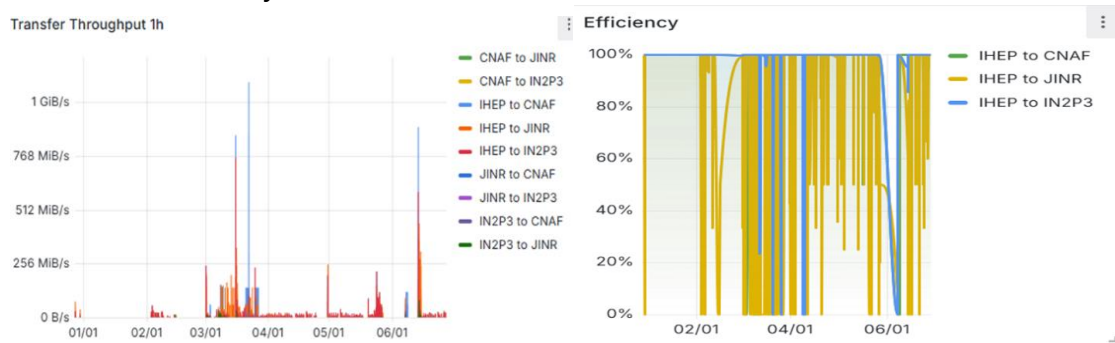 Transfer Throughput 1h
1 GiB/s
768 MiB/s
512 MiB/s
256 MiB/s
0 B/s
01/01 02/01 03/01 04/01 05/01 06/01
CNAF to JINR
CNAF to IN2P3
IHEP to CNAF
IHEP to JINR
IHEP to IN2P3
JINR to CNAF
JINR to IN2P3
IN2P3 to CNAF
IN2P3 to JINR
Efficiency
100%
80%
60%
40%
20%
0%
02/01 04/01 06/01
IHEP to CNAF
IHEP to JINR
IHEP to IN2P3